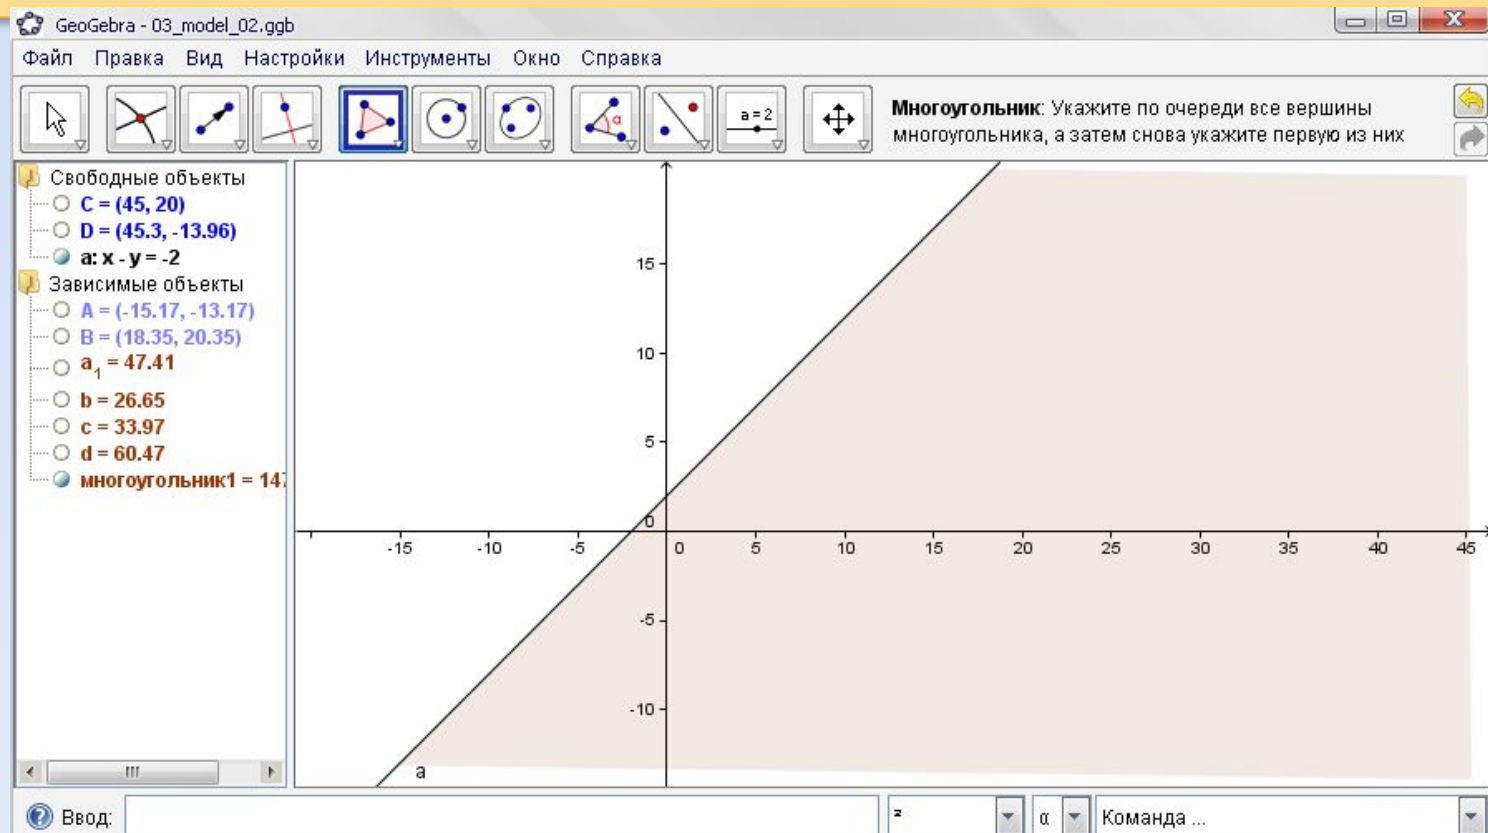 GeoGebra - 03_model_02.ggb
Файл Правка Вид Настройки Инструменты Окно Справка
a = 2
α
Многоугольник: Укажите по очереди все вершины
многоугольника, а затем снова укажите первую из них
Свободные объекты
C = (45, 20)
D = (45.3, -13.96)
a: x - y = -2
Зависимые объекты
A = (-15.17, -13.17)
B = (18.35, 20.35)
a₁ = 47.41
b = 26.65
c = 33.97
d = 60.47
многоугольник1 = 147
15
10
5
0
-15 -10 -5 0 5 10 15 20 25 30 35 40 45
-5
-10
a
Ввод: ² α Команда ...